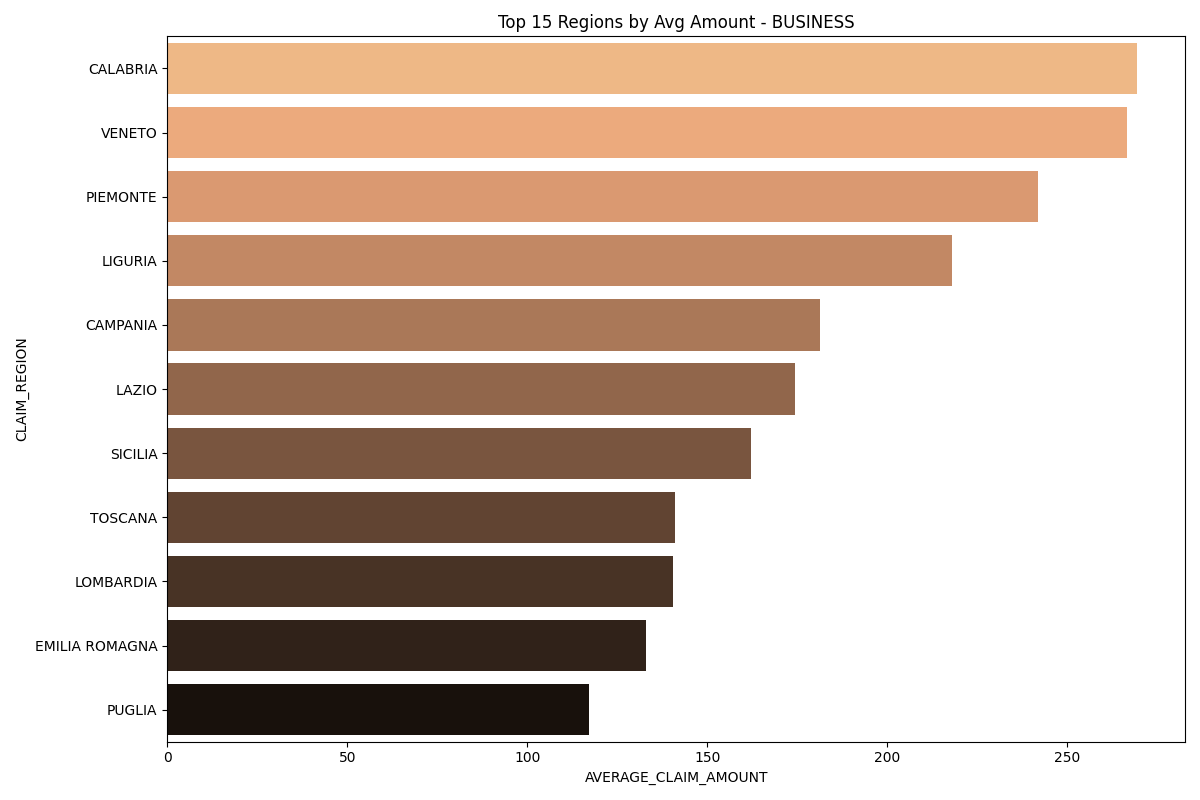 Top 15 Regions by Avg Amount - BUSINESS
CLAIM_REGION
CALABRIA
VENETO
PIEMONTE
LIGURIA
CAMPANIA
LAZIO
SICILIA
TOSCANA
LOMBARDIA
EMILIA ROMAGNA
PUGLIA
0 50 100 150 200 250
AVERAGE_CLAIM_AMOUNT